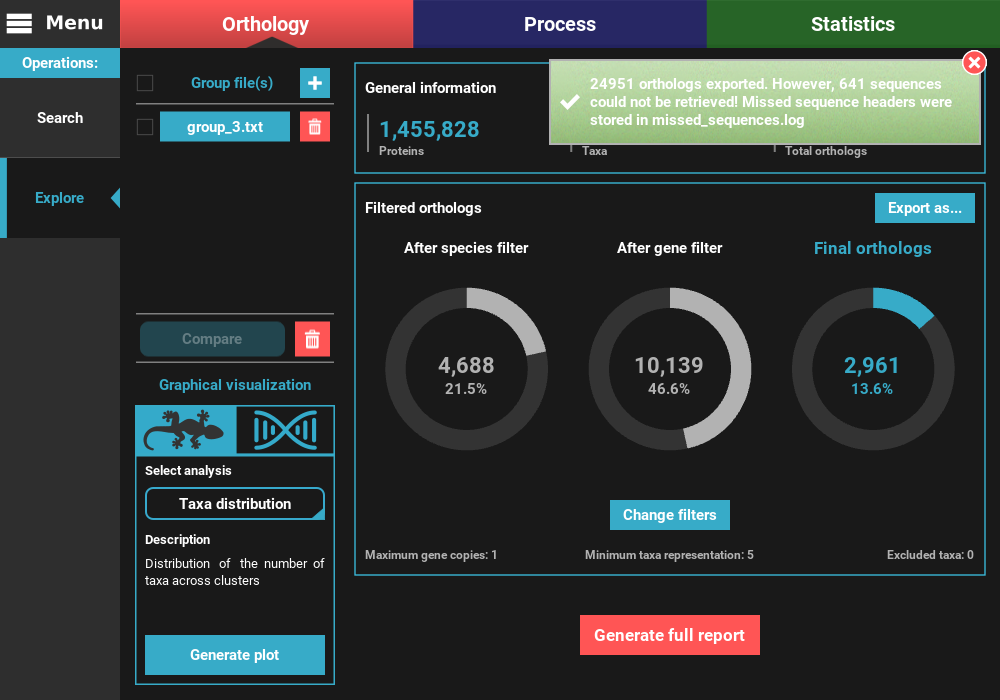 Menu
Orthology
Process
Statistics
Operations:
Search
Explore
Group file(s)
group_3.txt
Compare
Graphical visualization
Select analysis
Taxa distribution
Description
Distribution of the number of
taxa across clusters
Generate plot
General information
1,455,828
Proteins
Taxa
Total orthologs
24951 orthologs exported. However, 641 sequences
could not be retrieved! Missed sequence headers were
stored in missed_sequences.log
Filtered orthologs
Export as...
After species filter
After gene filter
Final orthologs
4,688
21.5%
10,139
46.6%
2,961
13.6%
Change filters
Maximum gene copies: 1
Minimum taxa representation: 5
Excluded taxa: 0
Generate full report